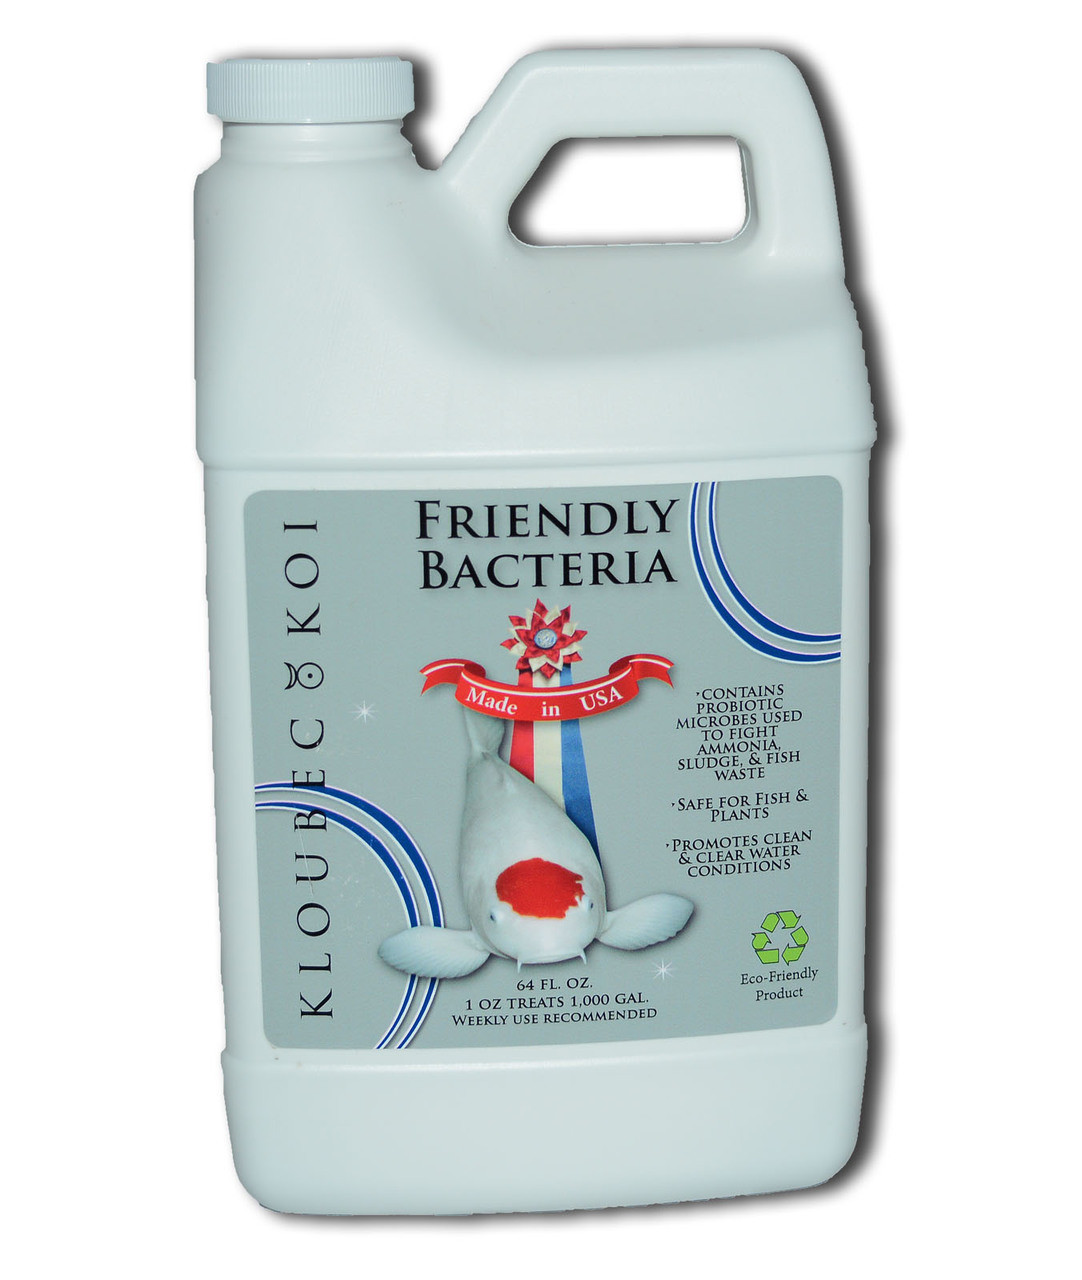 FRIENDLY
BACTERIA
KLOUBEC KOI
Made in USA
·CONTAINS
PROBIOTIC
MICROBES USED
TO FIGHT
AMMONIA,
SLUDGE, & FISH
WASTE
·SAFE FOR FISH &
PLANTS
·PROMOTES CLEAN
& CLEAR WATER
CONDITIONS
Eco-Friendly
Product
64 FL. OZ.
1 OZ TREATS 1,000 GAL.
WEEKLY USE RECOMMENDED